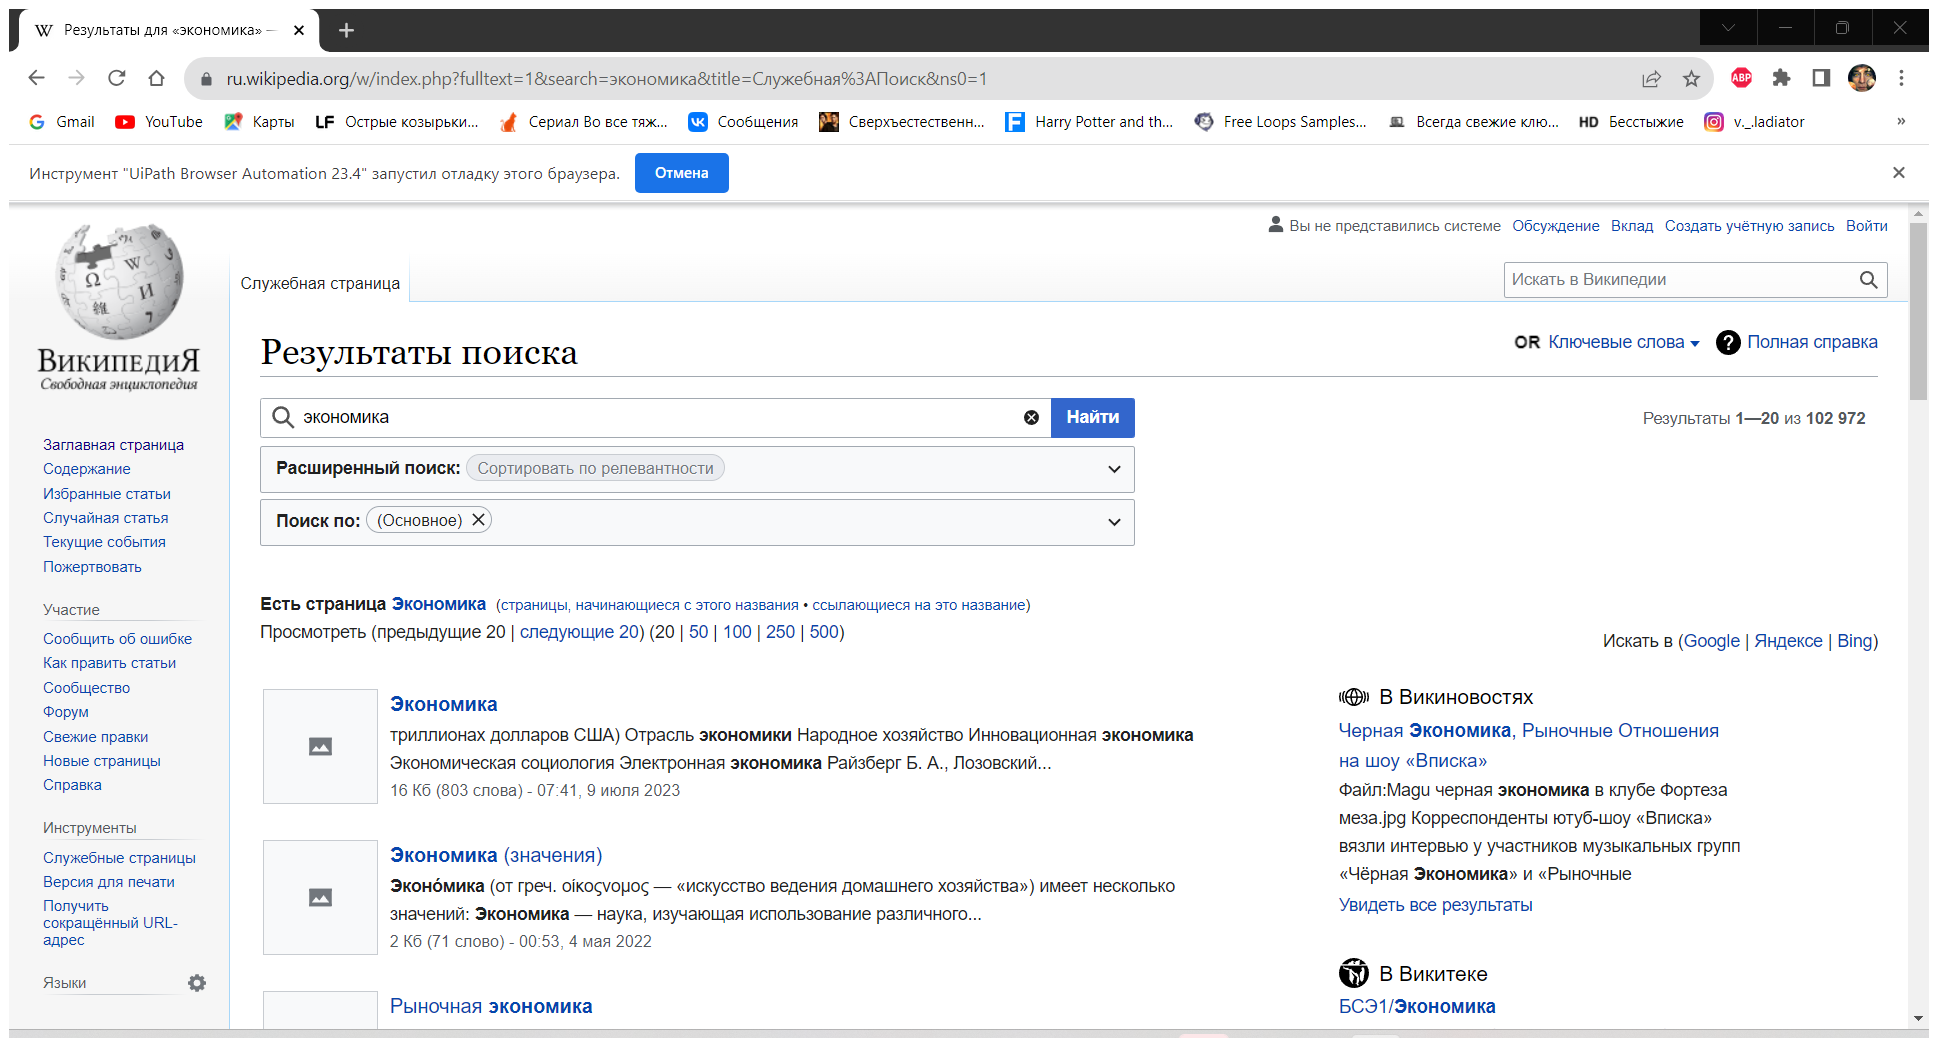 Результаты для «экономика» —
ru.wikipedia.org/w/index.php?fulltext=1&search=экономика&title=Служебная%3АПоиск&ns0=1
ABP
Gmail
YouTube
Карты
LF Острые козырьки...
Сериал Во все тяж...
Сообщения
Сверхъестественн...
Harry Potter and th...
Free Loops Samples...
Всегда свежие клю...
HD Бесстыжие
v._.ladiator
»
Инструмент "UiPath Browser Automation 23.4" запустил отладку этого браузера.
Отмена
Вы не представились системе Обсуждение Вклад Создать учётную запись Войти
Служебная страница
Искать в Википедии
ВикипедиЯ
Свободная энциклопедия
Заглавная страница
Содержание
Избранные статьи
Случайная статья
Текущие события
Пожертвовать
Участие
Сообщить об ошибке
Как править статьи
Сообщество
Форум
Свежие правки
Новые страницы
Справка
Инструменты
Служебные страницы
Версия для печати
Получить
сокращённый URL-
адрес
Языки
Результаты поиска
OR Ключевые слова
? Полная справка
экономика
Найти
Результаты 1—20 из 102 972
Расширенный поиск: Сортировать по релевантности
Поиск по: (Основное)
Есть страница Экономика (страницы, начинающиеся с этого названия • ссылающиеся на это название)
Просмотреть (предыдущие 20 | следующие 20) (20 | 50 | 100 | 250 | 500)
Искать в (Google | Яндексе | Bing)
Экономика
триллионах долларов США) Отрасль экономики Народное хозяйство Инновационная экономика
Экономическая социология Электронная экономика Райзберг Б. А., Лозовский...
16 Кб (803 слова) - 07:41, 9 июля 2023
Экономика (значения)
Эконо́мика (от греч. οίκοςνομος — «искусство ведения домашнего хозяйства») имеет несколько
значений: Экономика — наука, изучающая использование различного...
2 Кб (71 слово) - 00:53, 4 мая 2022
Рыночная экономика
В Викиновостях
Черная Экономика, Рыночные Отношения
на шоу «Вписка»
Файл:Magu черная экономика в клубе Фортеза
меза.jpg Корреспонденты ютуб-шоу «Вписка»
вязли интервью у участников музыкальных групп
«Чёрная Экономика» и «Рыночные
Увидеть все результаты
В Викитеке
БСЭ1/Экономика